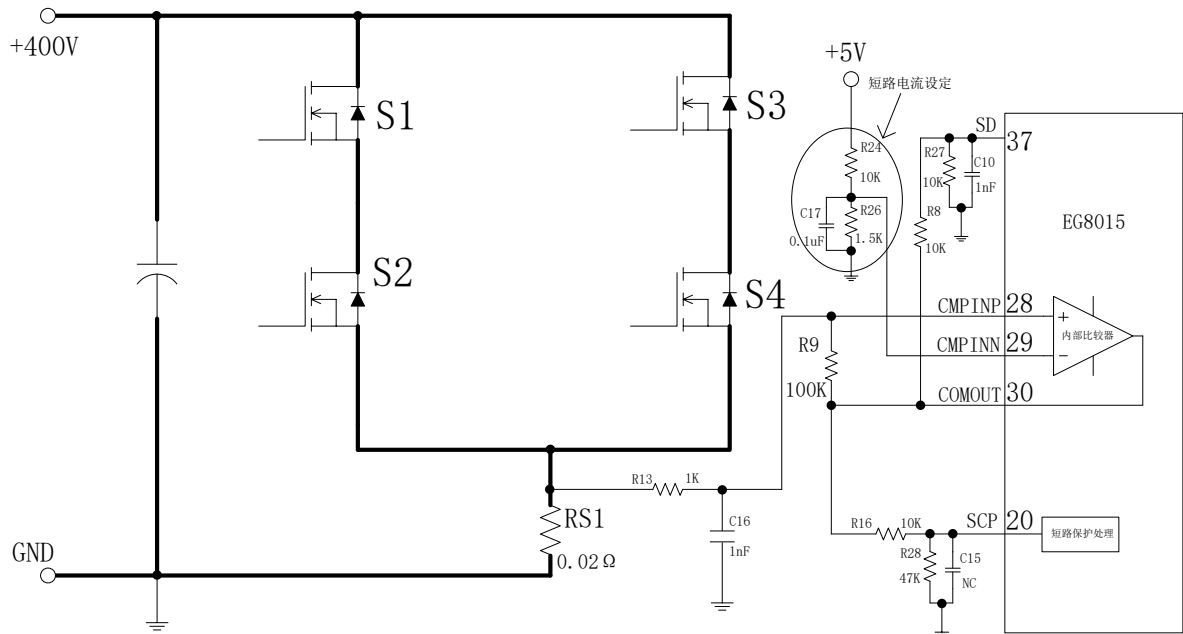 +400V
GND
S1
S2
S3
S4
RS1
0.02Ω
R13
1K
C16
1nF
+5V
短路电流设定
R24
10K
C17
0.1uF
R26
1.5K
R9
100K
R8
10K
R27
10K
C10
1nF
SD
37
EG8015
CMPINP
28
+
内部比较器
CMPINN
29
−
COMOUT
30
R16
10K
SCP
20
短路保护处理
R28
47K
C15
NC